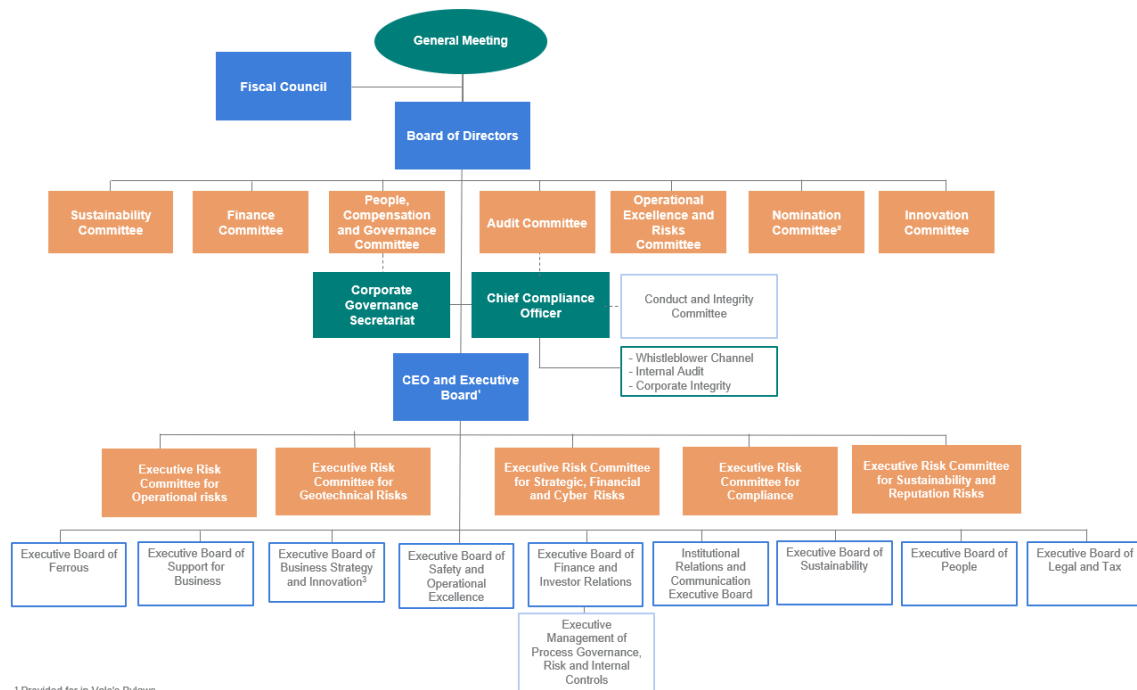 General Meeting
Fiscal Council
Board of Directors
Sustainability
Committee
Finance
Committee
People,
Compensation
and Governance
Committee
Audit Committee
Operational
Excellence and
Risks
Committee
Nomination
Committee²
Innovation
Committee
Corporate
Governance
Secretariat
Chief Compliance
Officer
Conduct and Integrity
Committee
- Whistleblower Channel
- Internal Audit
- Corporate Integrity
CEO and Executive
Board¹
Executive Risk
Committee for
Operational risks
Executive Risk
Committee for
Geotechnical Risks
Executive Risk Committee
for Strategic, Financial
and Cyber Risks
Executive Risk
Committee for
Compliance
Executive Risk Committee
for Sustainability and
Reputation Risks
Executive Board of
Ferrous
Executive Board of
Support for
Business
Executive Board of
Business Strategy
and Innovation³
Executive Board of
Safety and
Operational
Excellence
Executive Board of
Finance and
Investor Relations
Institutional
Relations and
Communication
Executive Board
Executive Board of
Sustainability
Executive Board of
People
Executive Board of
Legal and Tax
Executive
Management of
Process Governance,
Risk and Internal
Controls
¹ Provided for in Vale's Bylaws